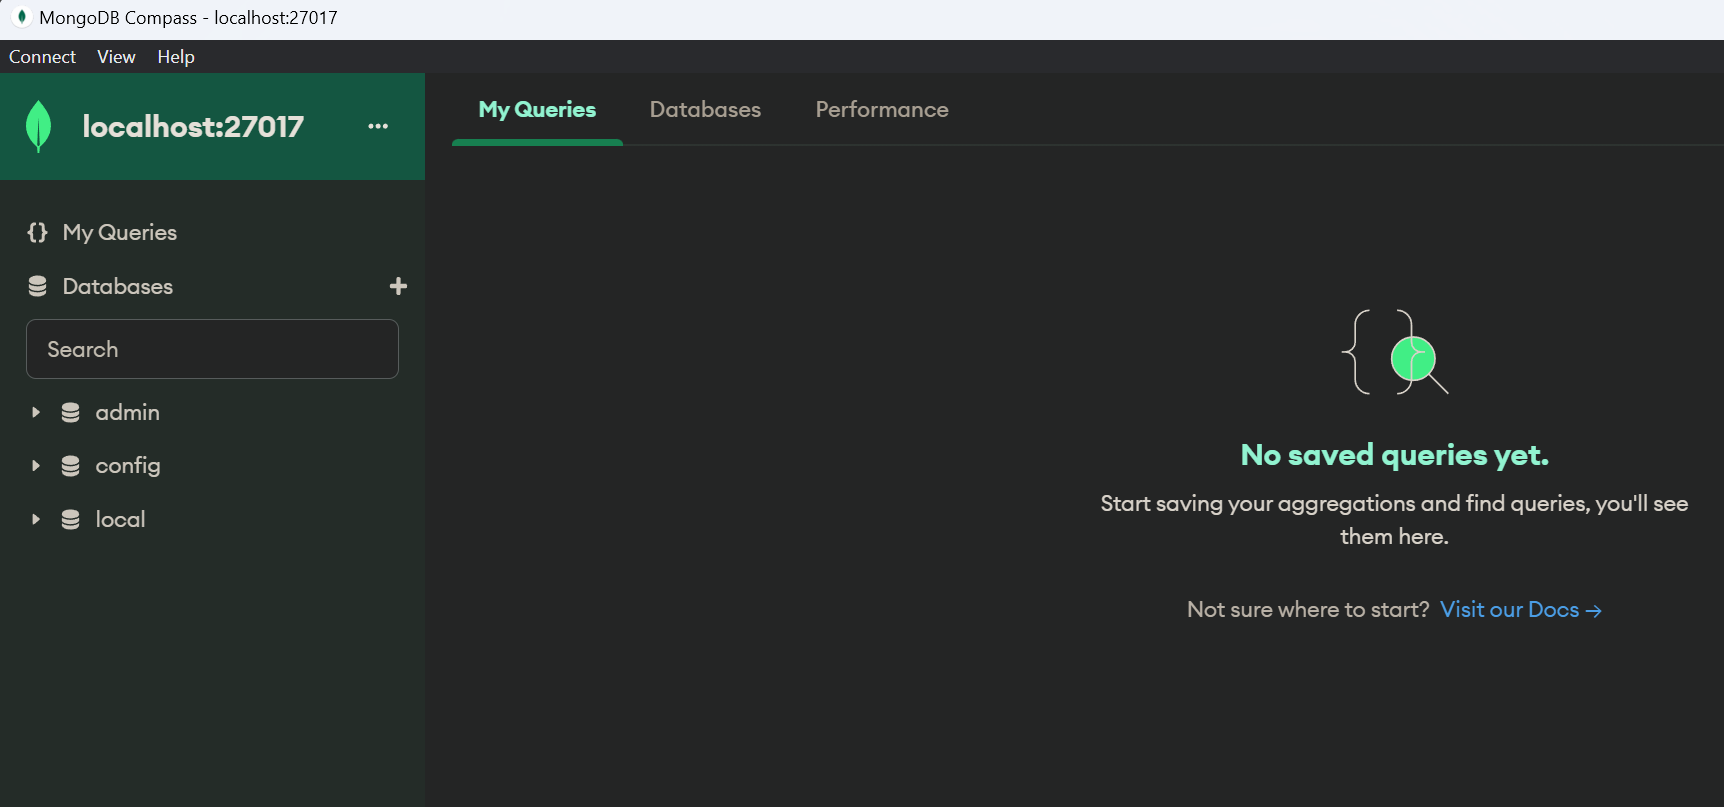 MongoDB Compass - localhost:27017
Connect View Help
localhost:27017
My Queries
Databases
Search
admin
config
local
My Queries Databases Performance
No saved queries yet.
Start saving your aggregations and find queries, you'll see
them here.
Not sure where to start? Visit our Docs →